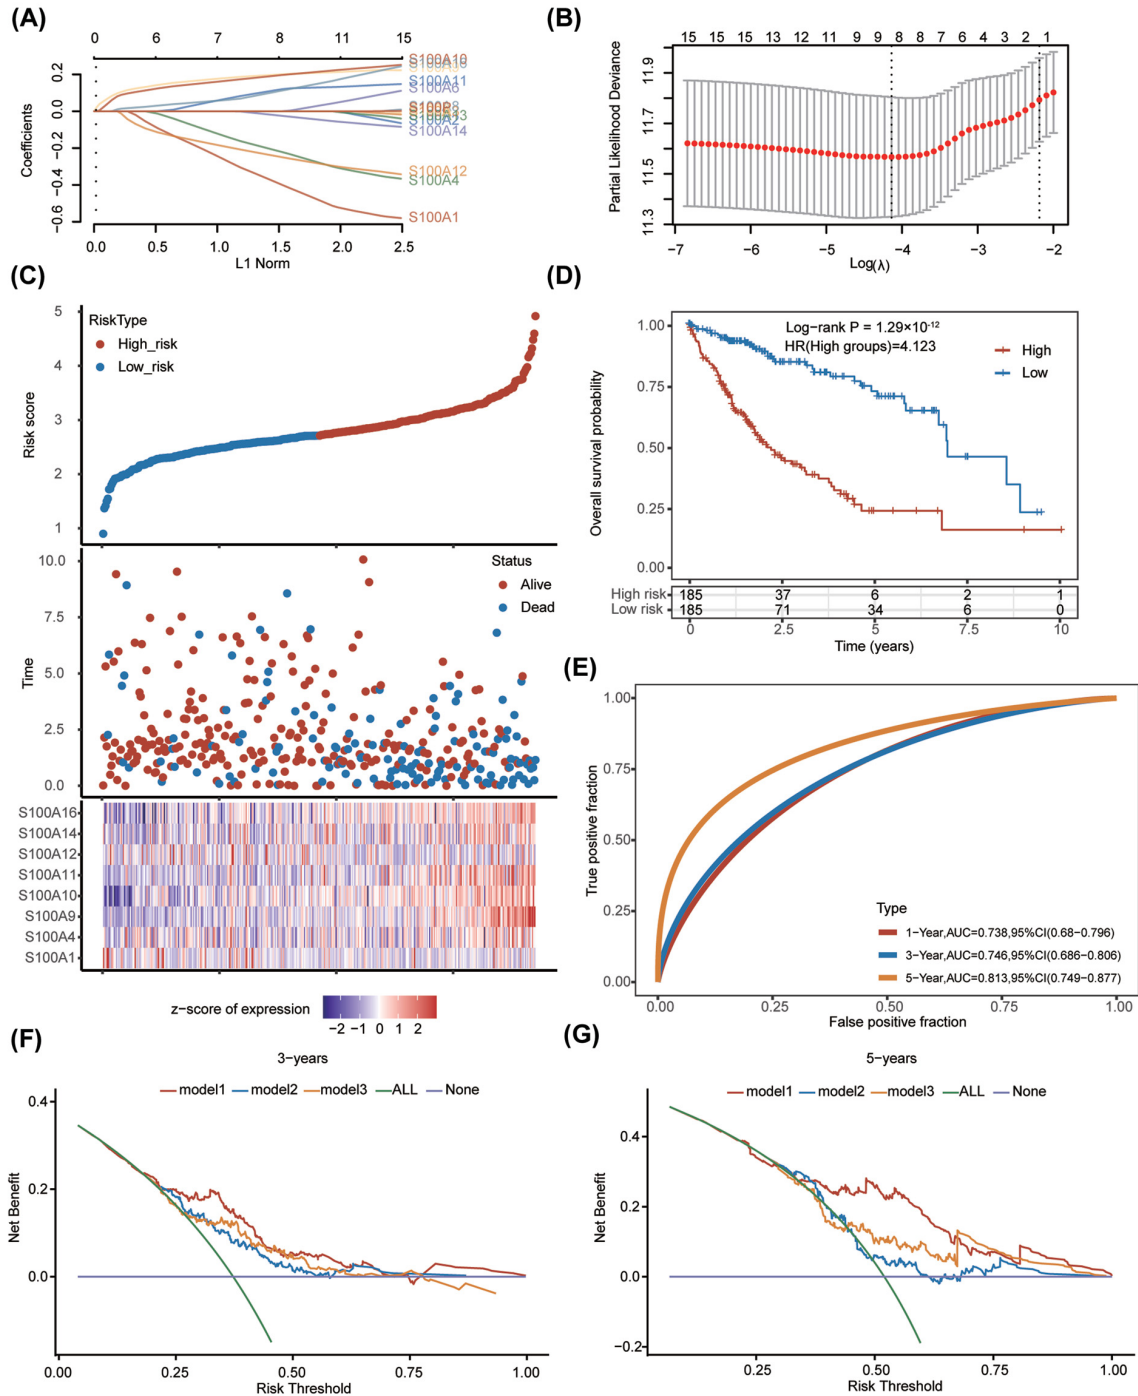 (A)
0 6 7 8 11 15
Coefficients
0.2
0.0
−0.2
−0.4
−0.6
S100A10
S100A11
S100A6
S100A2
S100A14
S100A12
S100A4
S100A1
0.0 0.5 1.0 1.5 2.0 2.5
L1 Norm
(B)
15 15 15 13 12 11 9 9 8 8 7 6 4 3 2 1
Partial Likelihood Deviance
11.9
11.7
11.5
11.3
−7 −6 −5 −4 −3 −2
Log(λ)
(C)
Risk score
5
4
3
2
1
RiskType
High_risk
Low_risk
Time
10.0
7.5
5.0
2.5
0.0
Status
Alive
Dead
S100A16
S100A14
S100A12
S100A11
S100A10
S100A9
S100A4
S100A1
z−score of expression
−2 −1 0 1 2
(D)
Overall survival probability
1.00
0.75
0.50
0.25
0.00
Log−rank P = 1.29×10⁻¹²
HR(High groups)=4.123
High
Low
High risk 185 37 6 2 1
Low risk 185 71 34 6 0
0 2.5 5 7.5 10
Time (years)
(E)
True positive fraction
1.00
0.75
0.50
0.25
0.00
Type
1−Year,AUC=0.738,95%CI(0.68−0.796)
3−Year,AUC=0.746,95%CI(0.686−0.806)
5−Year,AUC=0.813,95%CI(0.749−0.877)
0.00 0.25 0.50 0.75 1.00
False positive fraction
(F)
3−years
model1 model2 model3 ALL None
Net Benefit
0.4
0.2
0.0
0.00 0.25 0.50 0.75 1.00
Risk Threshold
(G)
5−years
model1 model2 model3 ALL None
Net Benefit
0.4
0.2
0.0
−0.2
0.25 0.50 0.75 1.00
Risk Threshold